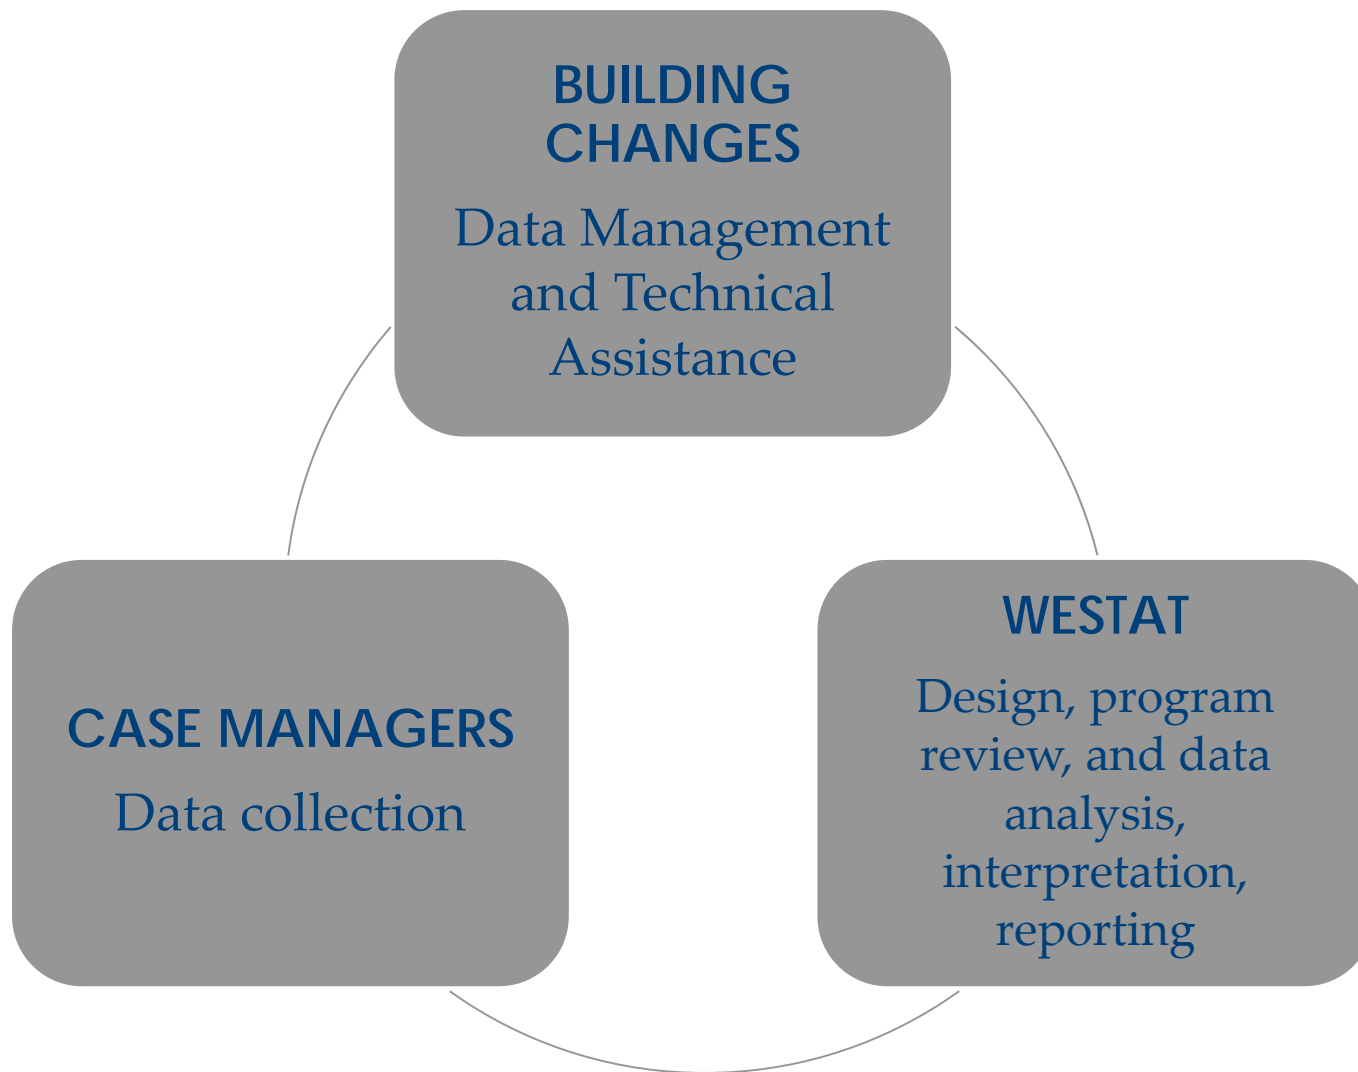 BUILDING
CHANGES
Data Management
and Technical
Assistance
CASE MANAGERS
Data collection
WESTAT
Design, program
review, and data
analysis,
interpretation,
reporting